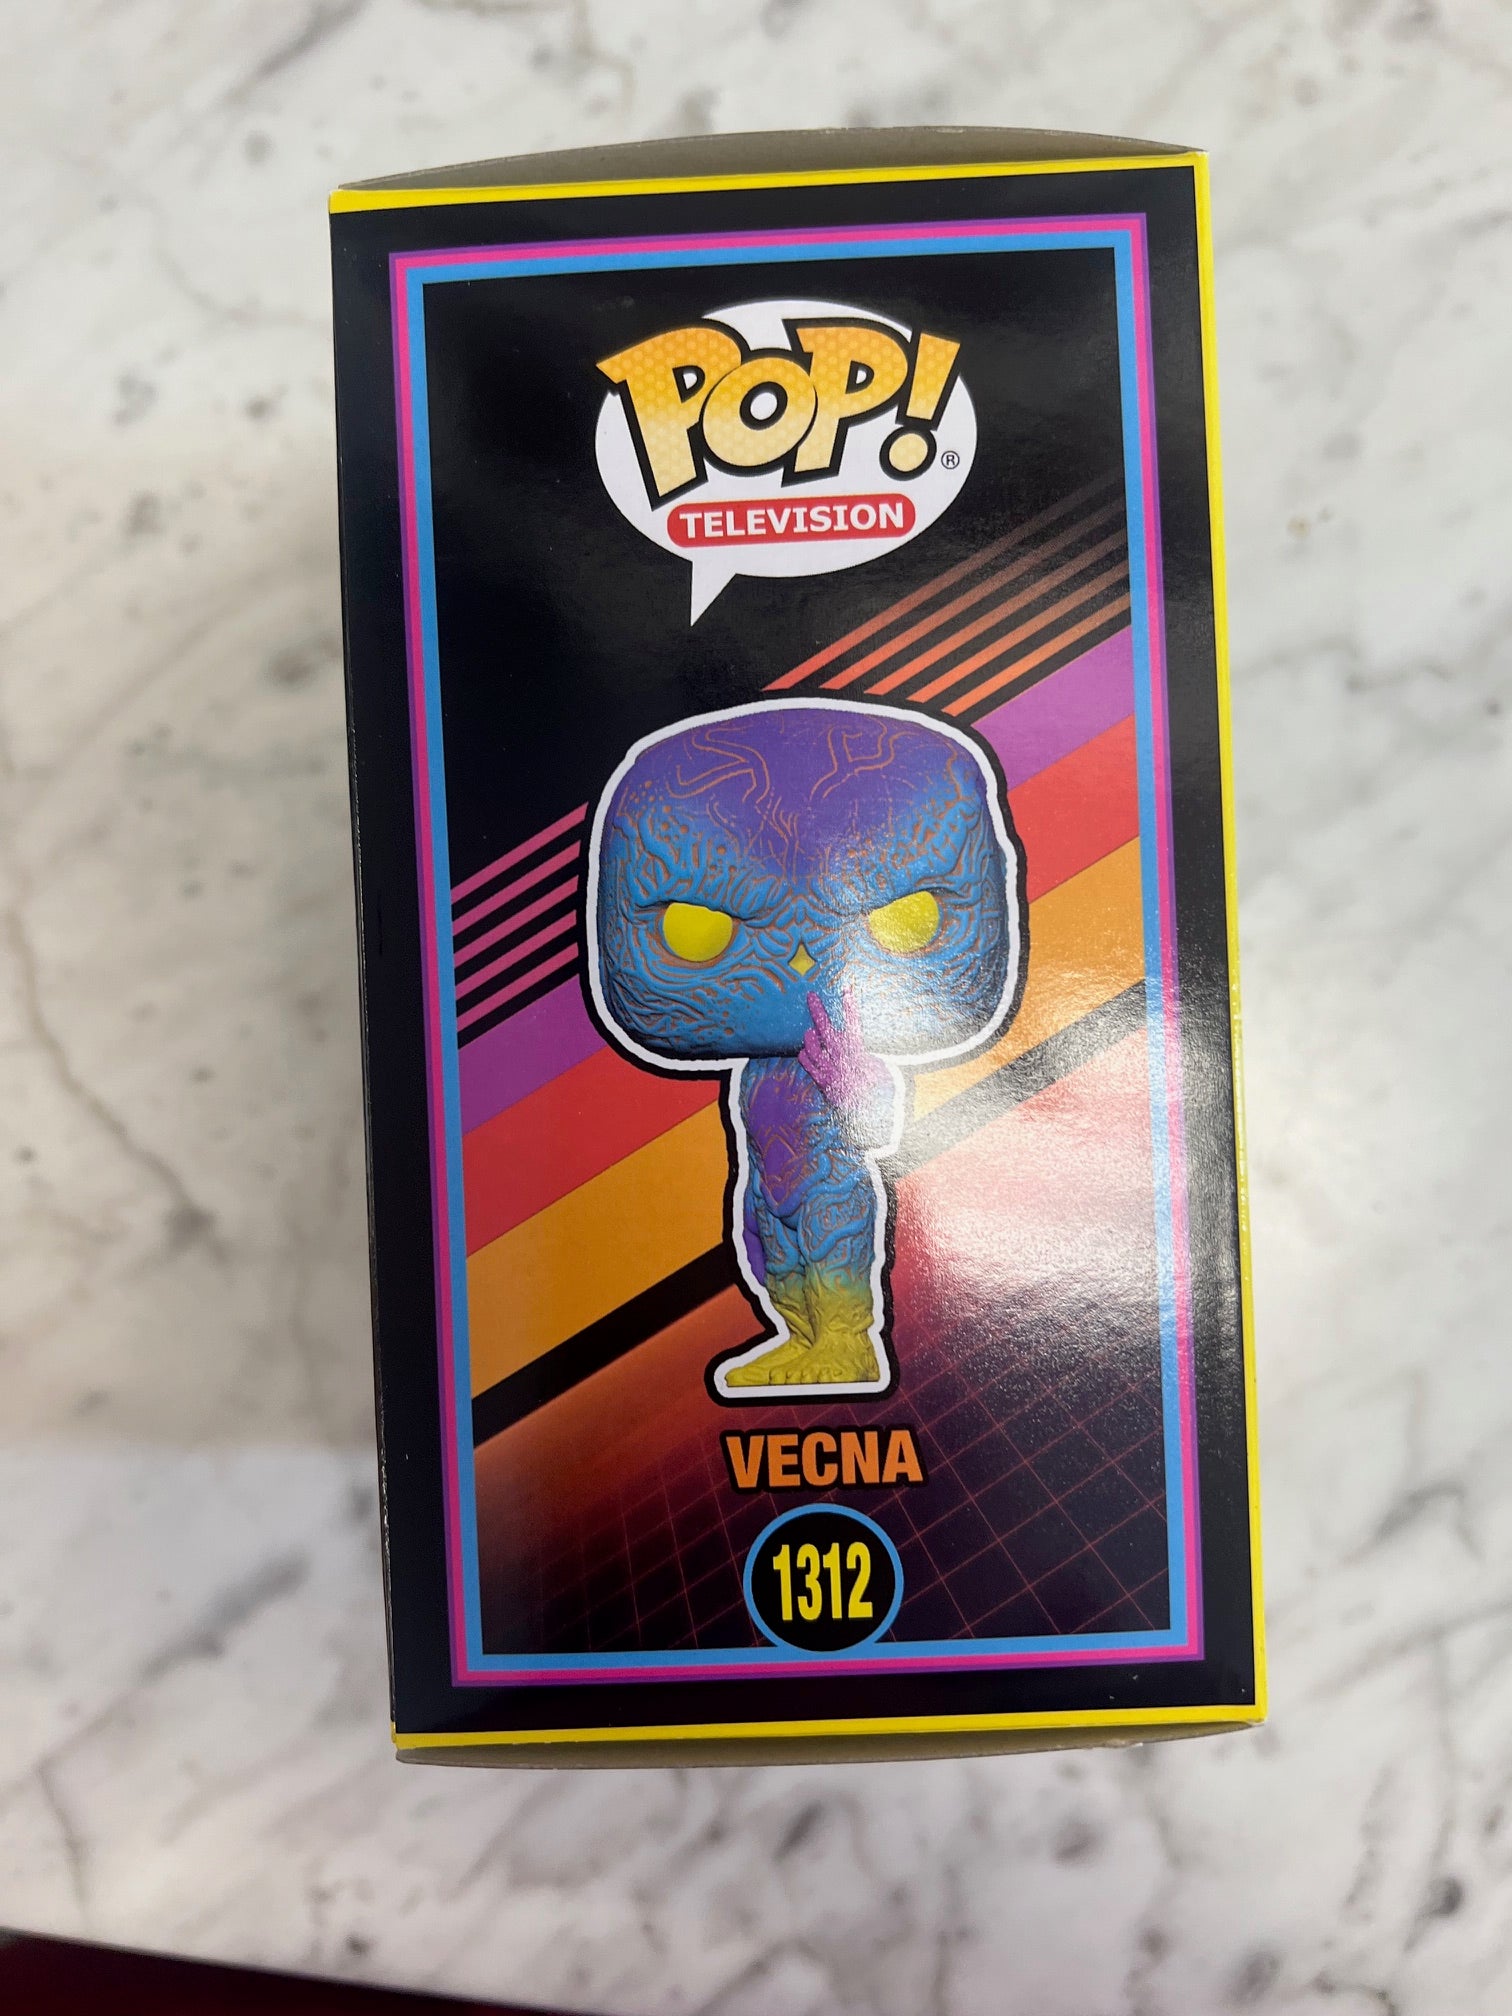 POP! ®
TELEVISION
VECNA
1312